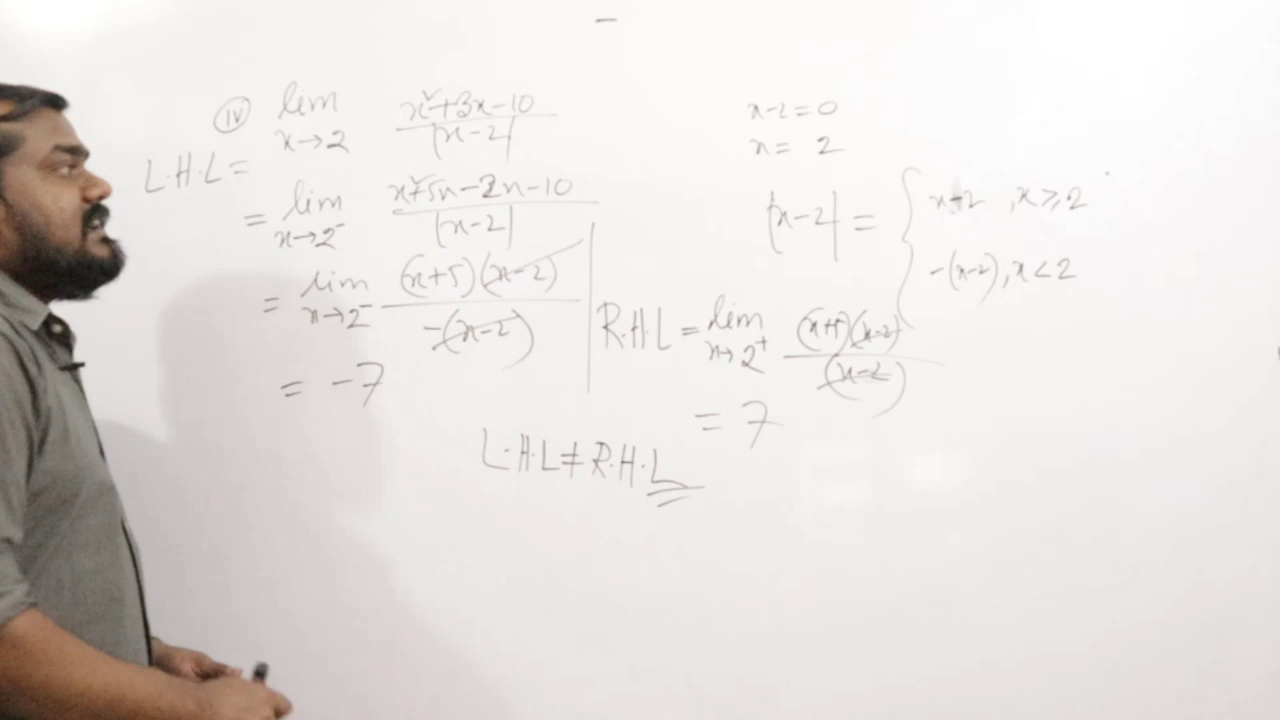 (iv) lim x→2 x²+3x-10 / |x-2|
L.H.L =
= lim x→2⁻ x²+5x-2x-10 / |x-2|
= lim x→2⁻ (x+5)(x-2) / -(x-2)
= -7
x-2=0
x= 2
|x-2| = { x-2 , x≥2
-(x-2), x<2
R.H.L = lim x→2⁺ (x+5)(x-2) / (x-2)
= 7
L.H.L ≠ R.H.L